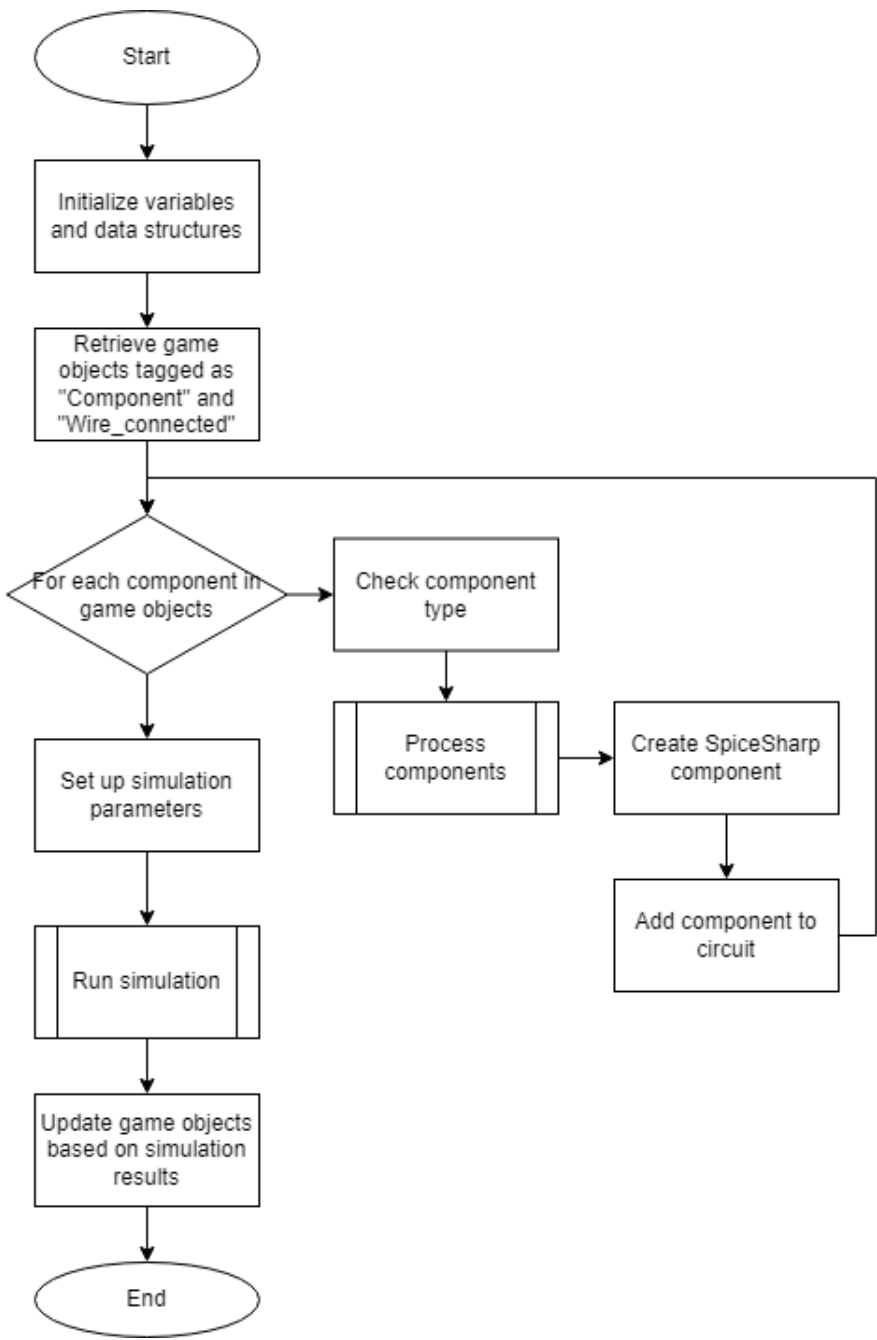 Start
Initialize variables
and data structures
Retrieve game
objects tagged as
"Component" and
"Wire_connected"
For each component in
game objects
Check component
type
Process
components
Create SpiceSharp
component
Add component to
circuit
Set up simulation
parameters
Run simulation
Update game objects
based on simulation
results
End